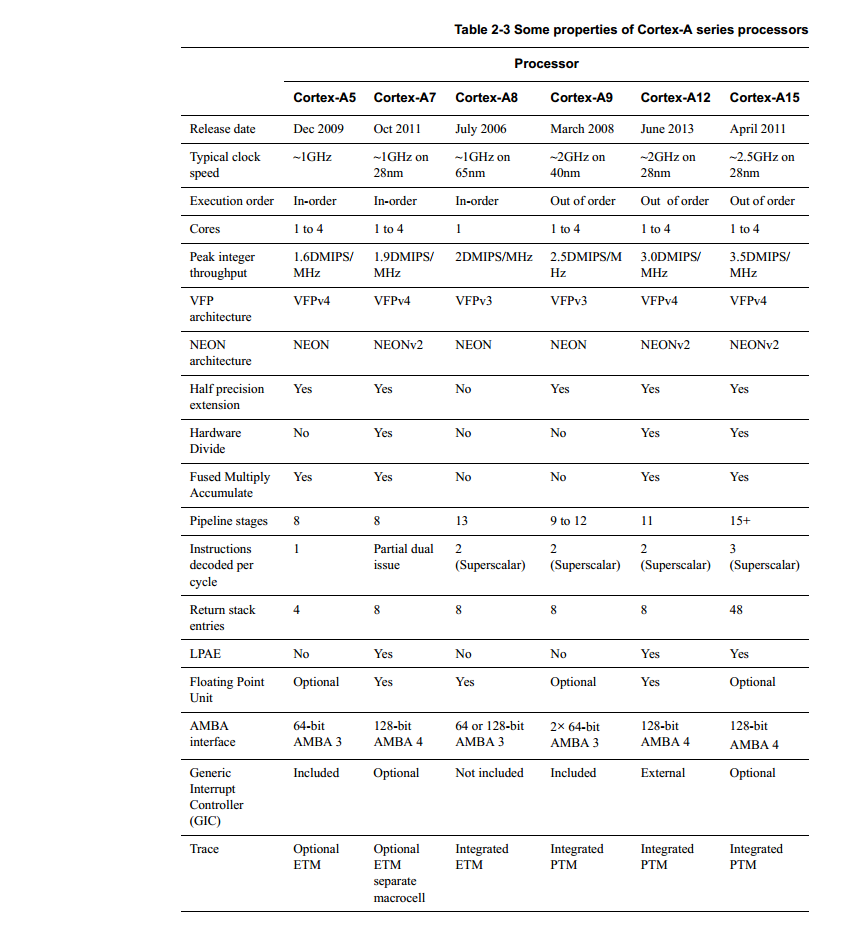 Table 2-3 Some properties of Cortex-A series processors
Processor
Cortex-A5 Cortex-A7 Cortex-A8 Cortex-A9 Cortex-A12 Cortex-A15
Release date Dec 2009 Oct 2011 July 2006 March 2008 June 2013 April 2011
Typical clock ~1GHz ~1GHz on ~1GHz on ~2GHz on ~2GHz on ~2.5GHz on
speed 28nm 65nm 40nm 28nm 28nm
Execution order In-order In-order In-order Out of order Out of order Out of order
Cores 1 to 4 1 to 4 1 1 to 4 1 to 4 1 to 4
Peak integer 1.6DMIPS/ 1.9DMIPS/ 2DMIPS/MHz 2.5DMIPS/M 3.0DMIPS/ 3.5DMIPS/
throughput MHz MHz Hz MHz MHz
VFP VFPv4 VFPv4 VFPv3 VFPv3 VFPv4 VFPv4
architecture
NEON NEON NEONv2 NEON NEON NEONv2 NEONv2
architecture
Half precision Yes Yes No Yes Yes Yes
extension
Hardware No Yes No No Yes Yes
Divide
Fused Multiply Yes Yes No No Yes Yes
Accumulate
Pipeline stages 8 8 13 9 to 12 11 15+
Instructions 1 Partial dual 2 2 2 3
decoded per issue (Superscalar) (Superscalar) (Superscalar) (Superscalar)
cycle
Return stack 4 8 8 8 8 48
entries
LPAE No Yes No No Yes Yes
Floating Point Optional Yes Yes Optional Yes Optional
Unit
AMBA 64-bit 128-bit 64 or 128-bit 2× 64-bit 128-bit 128-bit
interface AMBA 3 AMBA 4 AMBA 3 AMBA 3 AMBA 4 AMBA 4
Generic Included Optional Not included Included External Optional
Interrupt
Controller
(GIC)
Trace Optional Optional Integrated Integrated Integrated Integrated
ETM ETM ETM PTM PTM PTM
separate
macrocell